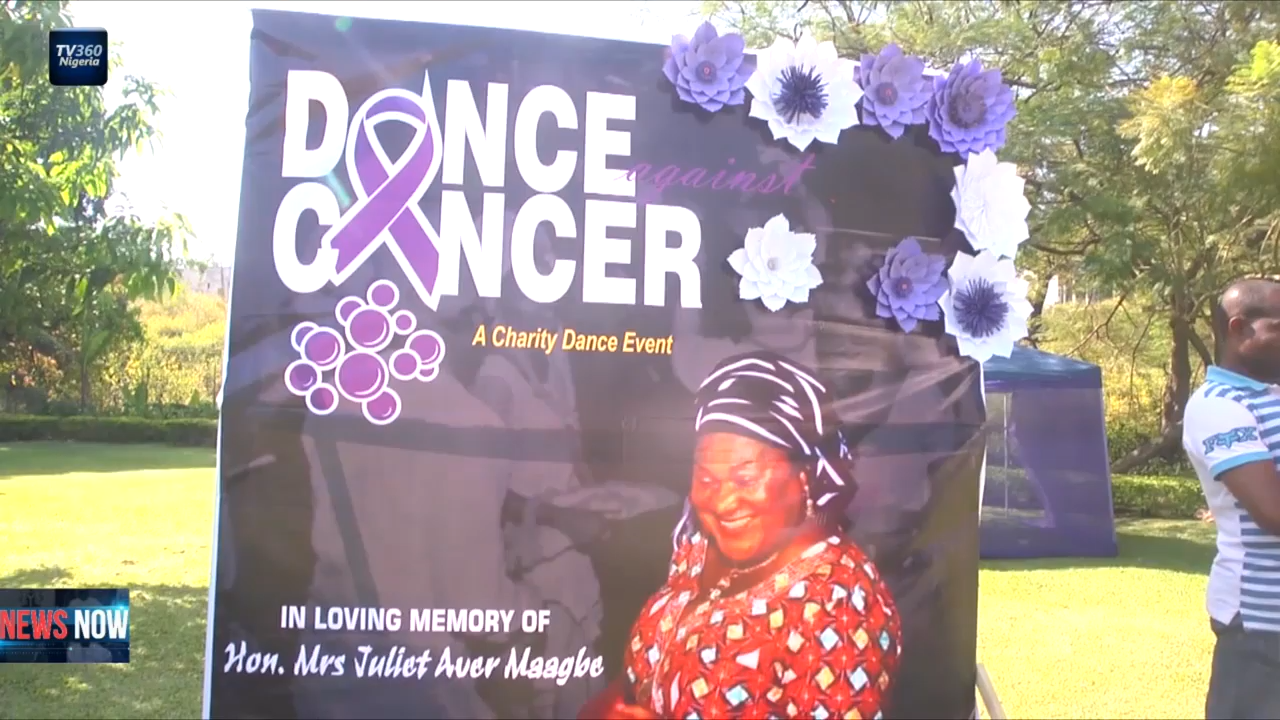 TV360
Nigeria
DANCE
against
CANCER
A Charity Dance Event
IN LOVING MEMORY OF
Hon. Mrs Juliet Aver Maagbe
NEWS NOW
FOX